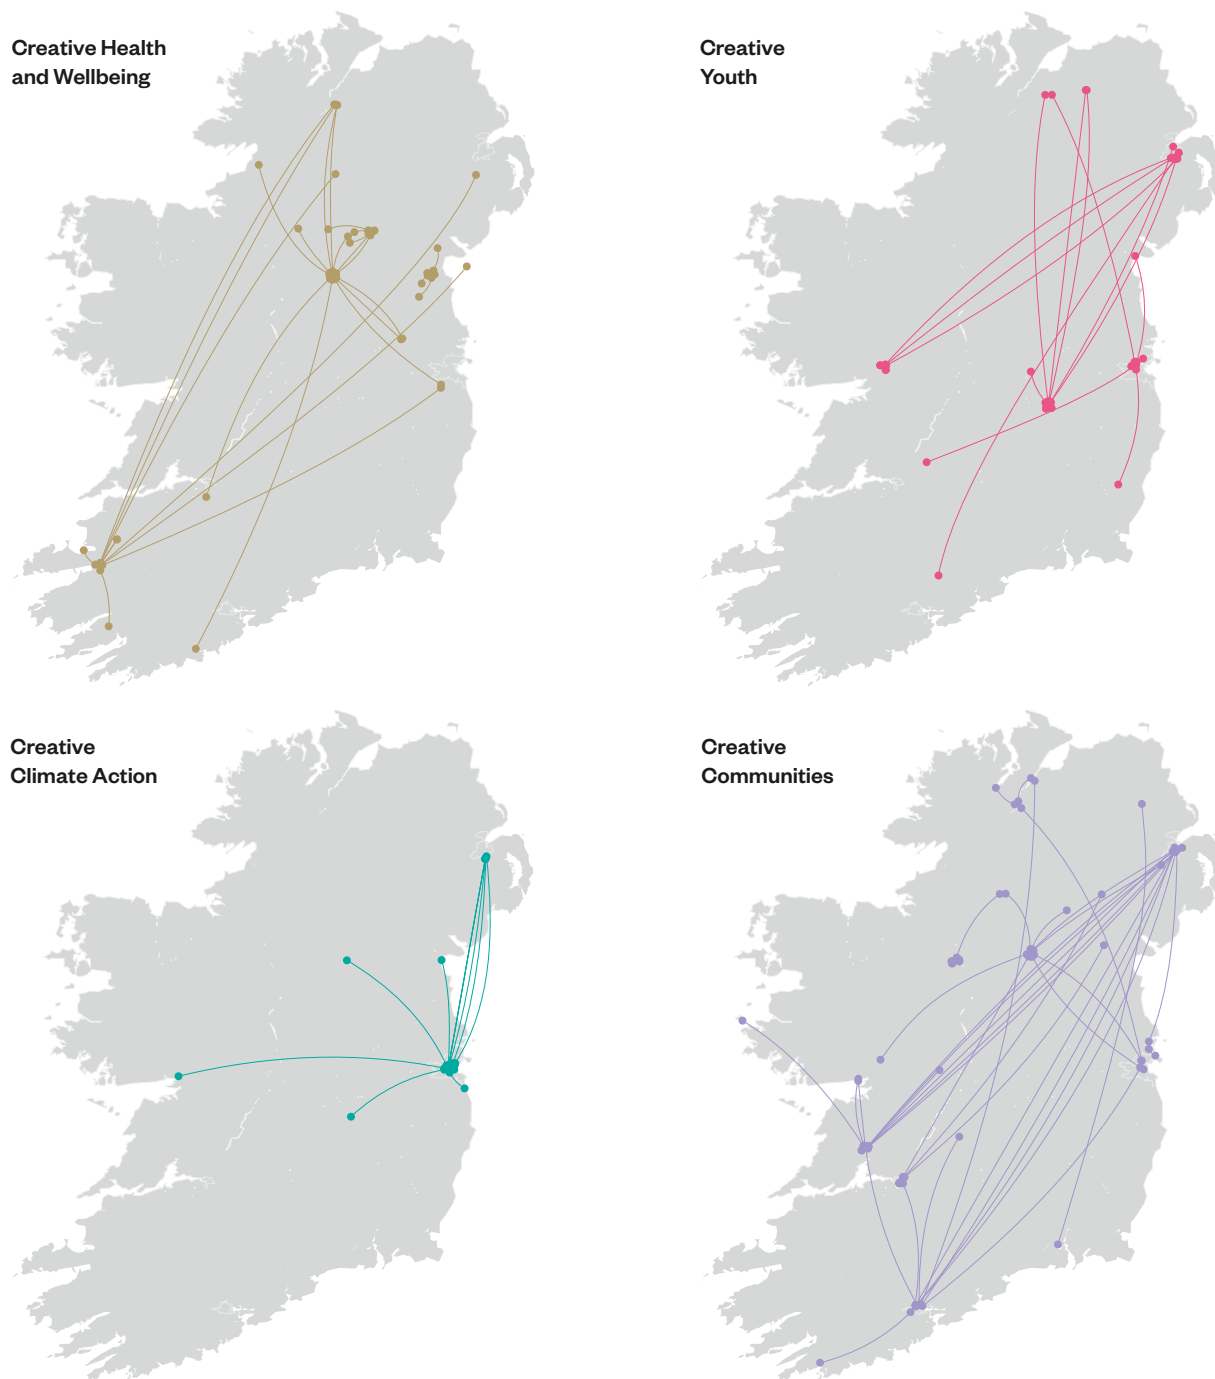 Creative Health
and Wellbeing
Creative
Youth
Creative
Climate Action
Creative
Communities